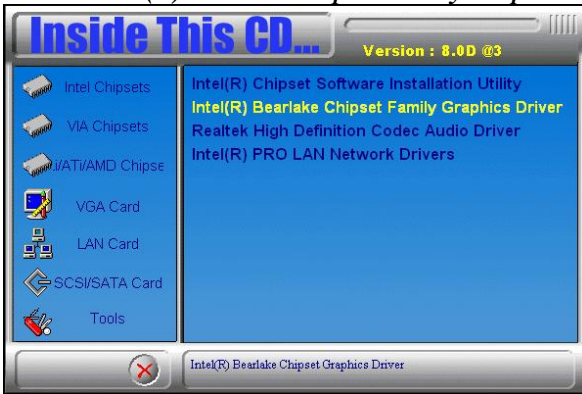 Inside This CD...
Version : 8.0D @3
Intel Chipsets
VIA Chipsets
i/ATi/AMD Chipse
VGA Card
LAN Card
SCSI/SATA Card
Tools
Intel(R) Chipset Software Installation Utility
Intel(R) Bearlake Chipset Family Graphics Driver
Realtek High Definition Codec Audio Driver
Intel(R) PRO LAN Network Drivers
Intel(R) Bearlake Chipset Graphics Driver